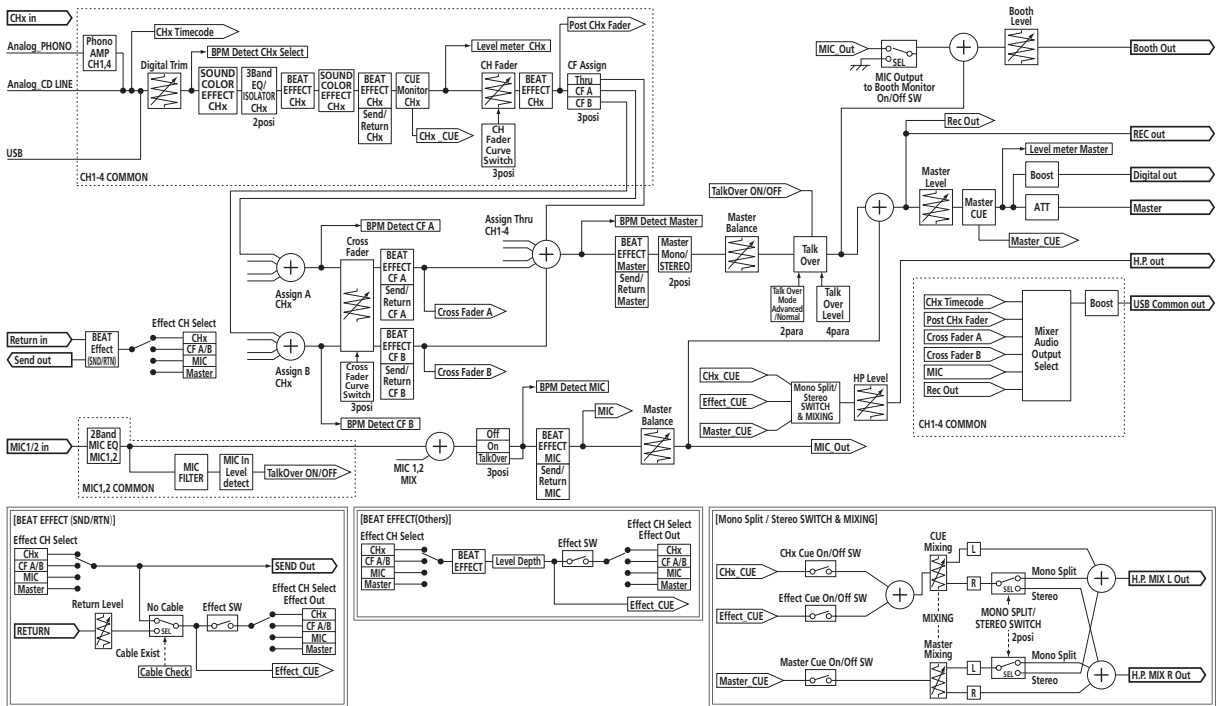 CHx in
Analog_PHONO
Phono
AMP
CH1,4
CHx Timecode
BPM Detect CHx Select
Analog_CD LINE
Digital Trim
SOUND
COLOR
EFFECT
CHx
3Band
EQ/
ISOLATOR
CHx
2posi
BEAT
EFFECT
CHx
SOUND
COLOR
EFFECT
CHx
BEAT
EFFECT
CHx
Send/
Return
CHx
CUE
Monitor
CHx
CHx _CUE
Level meter CHx
CH Fader
CH
Fader
Curve
Switch
3posi
BEAT
EFFECT
CHx
Post CHx Fader
CF Assign
Thru
CF A
CF B
3posi
USB
CH1-4 COMMON
MIC_Out
SEL
MIC Output
to Booth Monitor
On/Off SW
Booth
Level
Booth Out
Rec Out
REC out
Level meter Master
Master
Level
Master
CUE
Boost
Digital out
ATT
Master
Master_CUE
H.P. out
TalkOver ON/OFF
Assign Thru
CH1-4
BPM Detect Master
BEAT
EFFECT
Master
Send/
Return
Master
Master
Mono/
STEREO
2posi
Master
Balance
Talk
Over
Talk Over
Mode
Advanced
/Normal
2para
Talk
Over
Level
4para
BPM Detect CF A
Cross
Fader
Assign A
CHx
BEAT
EFFECT
CF A
Send/
Return
CF A
Cross Fader A
Assign B
CHx
Cross
Fader
Curve
Switch
3posi
BEAT
EFFECT
CF B
Send/
Return
CF B
Cross Fader B
BPM Detect CF B
Return in
Send out
BEAT
Effect
(SND/RTN)
Effect CH Select
CHx
CF A/B
MIC
Master
CHx Timecode
Post CHx Fader
Cross Fader A
Cross Fader B
MIC
Rec Out
Mixer
Audio
Output
Select
Boost
USB Common out
CH1-4 COMMON
CHx_CUE
Effect_CUE
Master_CUE
Mono Split/
Stereo
SWITCH
& MIXING
HP Level
MIC1/2 in
2Band
MIC EQ
MIC1,2
MIC
FILTER
MIC In
Level
detect
TalkOver ON/OFF
MIC1,2 COMMON
MIC 1,2
MIX
Off
On
TalkOver
3posi
BPM Detect MIC
BEAT
EFFECT
MIC
Send/
Return
MIC
MIC
Master
Balance
MIC_Out
[BEAT EFFECT (SND/RTN)]
Effect CH Select
CHx
CF A/B
MIC
Master
SEND Out
Return Level
RETURN
No Cable
SEL
Cable Exist
Cable Check
Effect SW
Effect CH Select
Effect Out
CHx
CF A/B
MIC
Master
Effect_CUE
[BEAT EFFECT(Others)]
Effect CH Select
CHx
CF A/B
MIC
Master
BEAT
EFFECT
Level Depth
Effect SW
Effect CH Select
Effect Out
CHx
CF A/B
MIC
Master
Effect_CUE
[Mono Split / Stereo SWITCH & MIXING]
CHx Cue On/Off SW
CHx_CUE
Effect Cue On/Off SW
Effect_CUE
Master Cue On/Off SW
Master_CUE
CUE
Mixing
MIXING
Master
Mixing
L
R
SEL
Mono Split
Stereo
MONO SPLIT/
STEREO SWITCH
2posi
L
R
SEL
Mono Split
Stereo
H.P. MIX L Out
H.P. MIX R Out